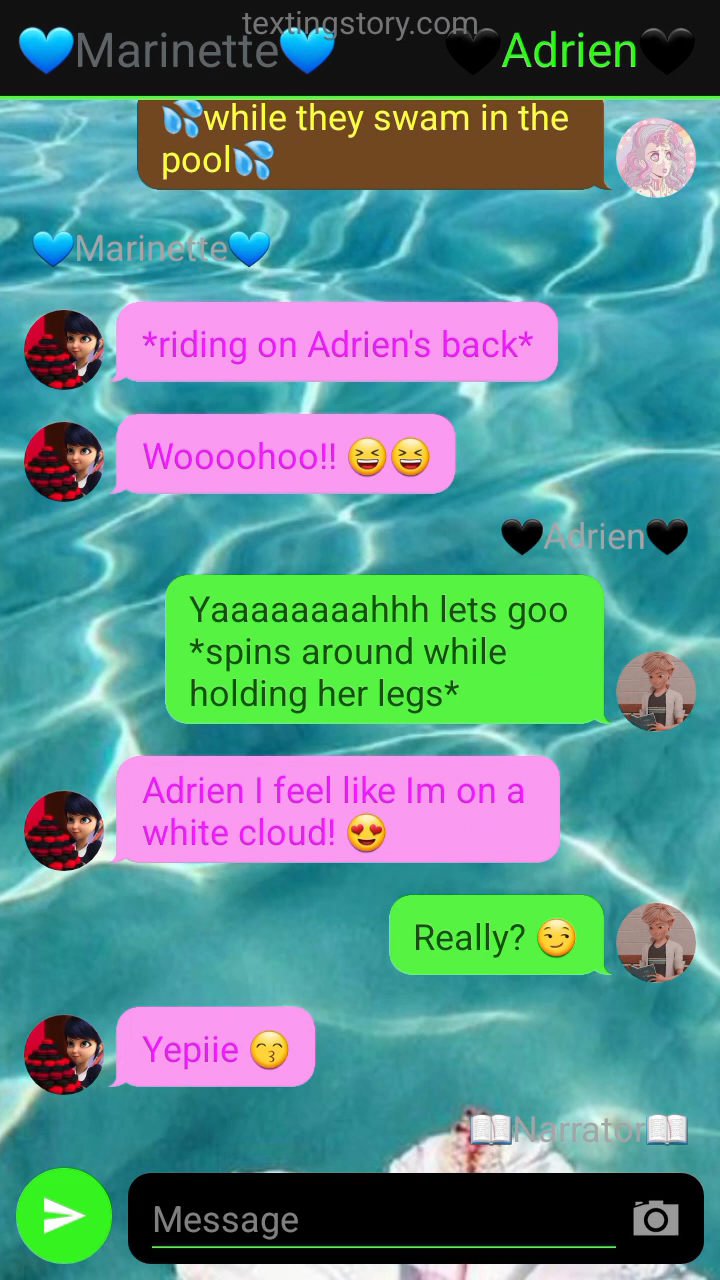 textingstory.com
💙Marinette💙 🖤Adrien🖤
💦while they swam in the
pool💦
💙Marinette💙
*riding on Adrien's back*
Woooohoo!! 😆😆
🖤Adrien🖤
Yaaaaaaaahhh lets goo
*spins around while
holding her legs*
Adrien I feel like Im on a
white cloud! 😍
Really? 😏
Yepiie 😙
📖Narrator📖
Message